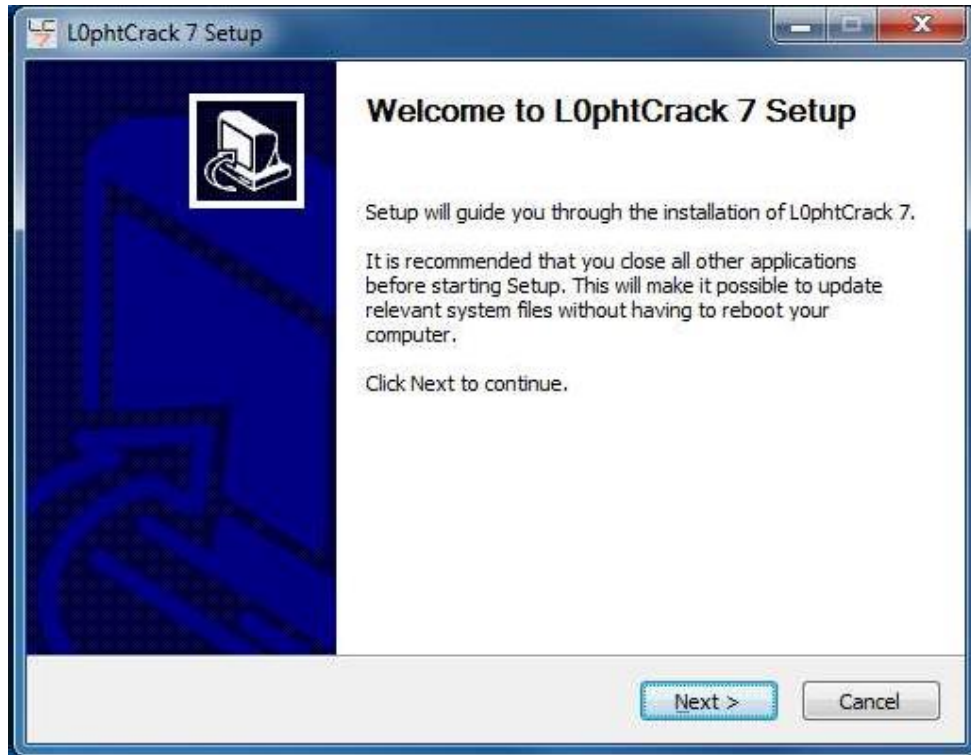 L0phtCrack 7 Setup
Welcome to L0phtCrack 7 Setup
Setup will guide you through the installation of L0phtCrack 7.
It is recommended that you close all other applications
before starting Setup. This will make it possible to update
relevant system files without having to reboot your
computer.
Click Next to continue.
Next >
Cancel